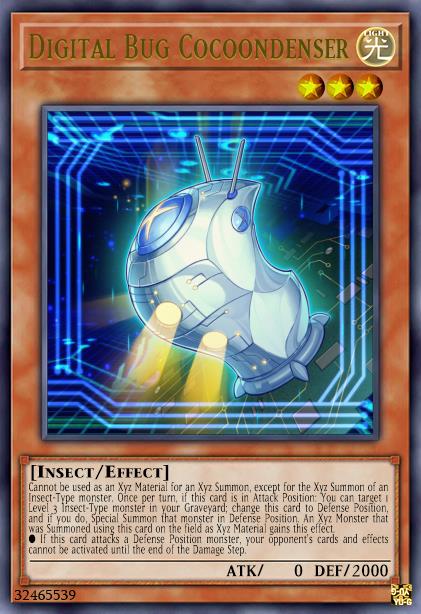 DIGITAL BUG COCOONDENSER
LIGHT
光
[INSECT/EFFECT]
Cannot be used as an Xyz Material for an Xyz Summon, except for the Xyz Summon of an
Insect-Type monster. Once per turn, if this card is in Attack Position: You can target 1
Level 3 Insect-Type monster in your Graveyard; change this card to Defense Position,
and if you do, Special Summon that monster in Defense Position. An Xyz Monster that
was Summoned using this card on the field as Xyz Material gains this effect.
● If this card attacks a Defense Position monster, your opponent's cards and effects
cannot be activated until the end of the Damage Step.
ATK/ 0 DEF/2000
32465539